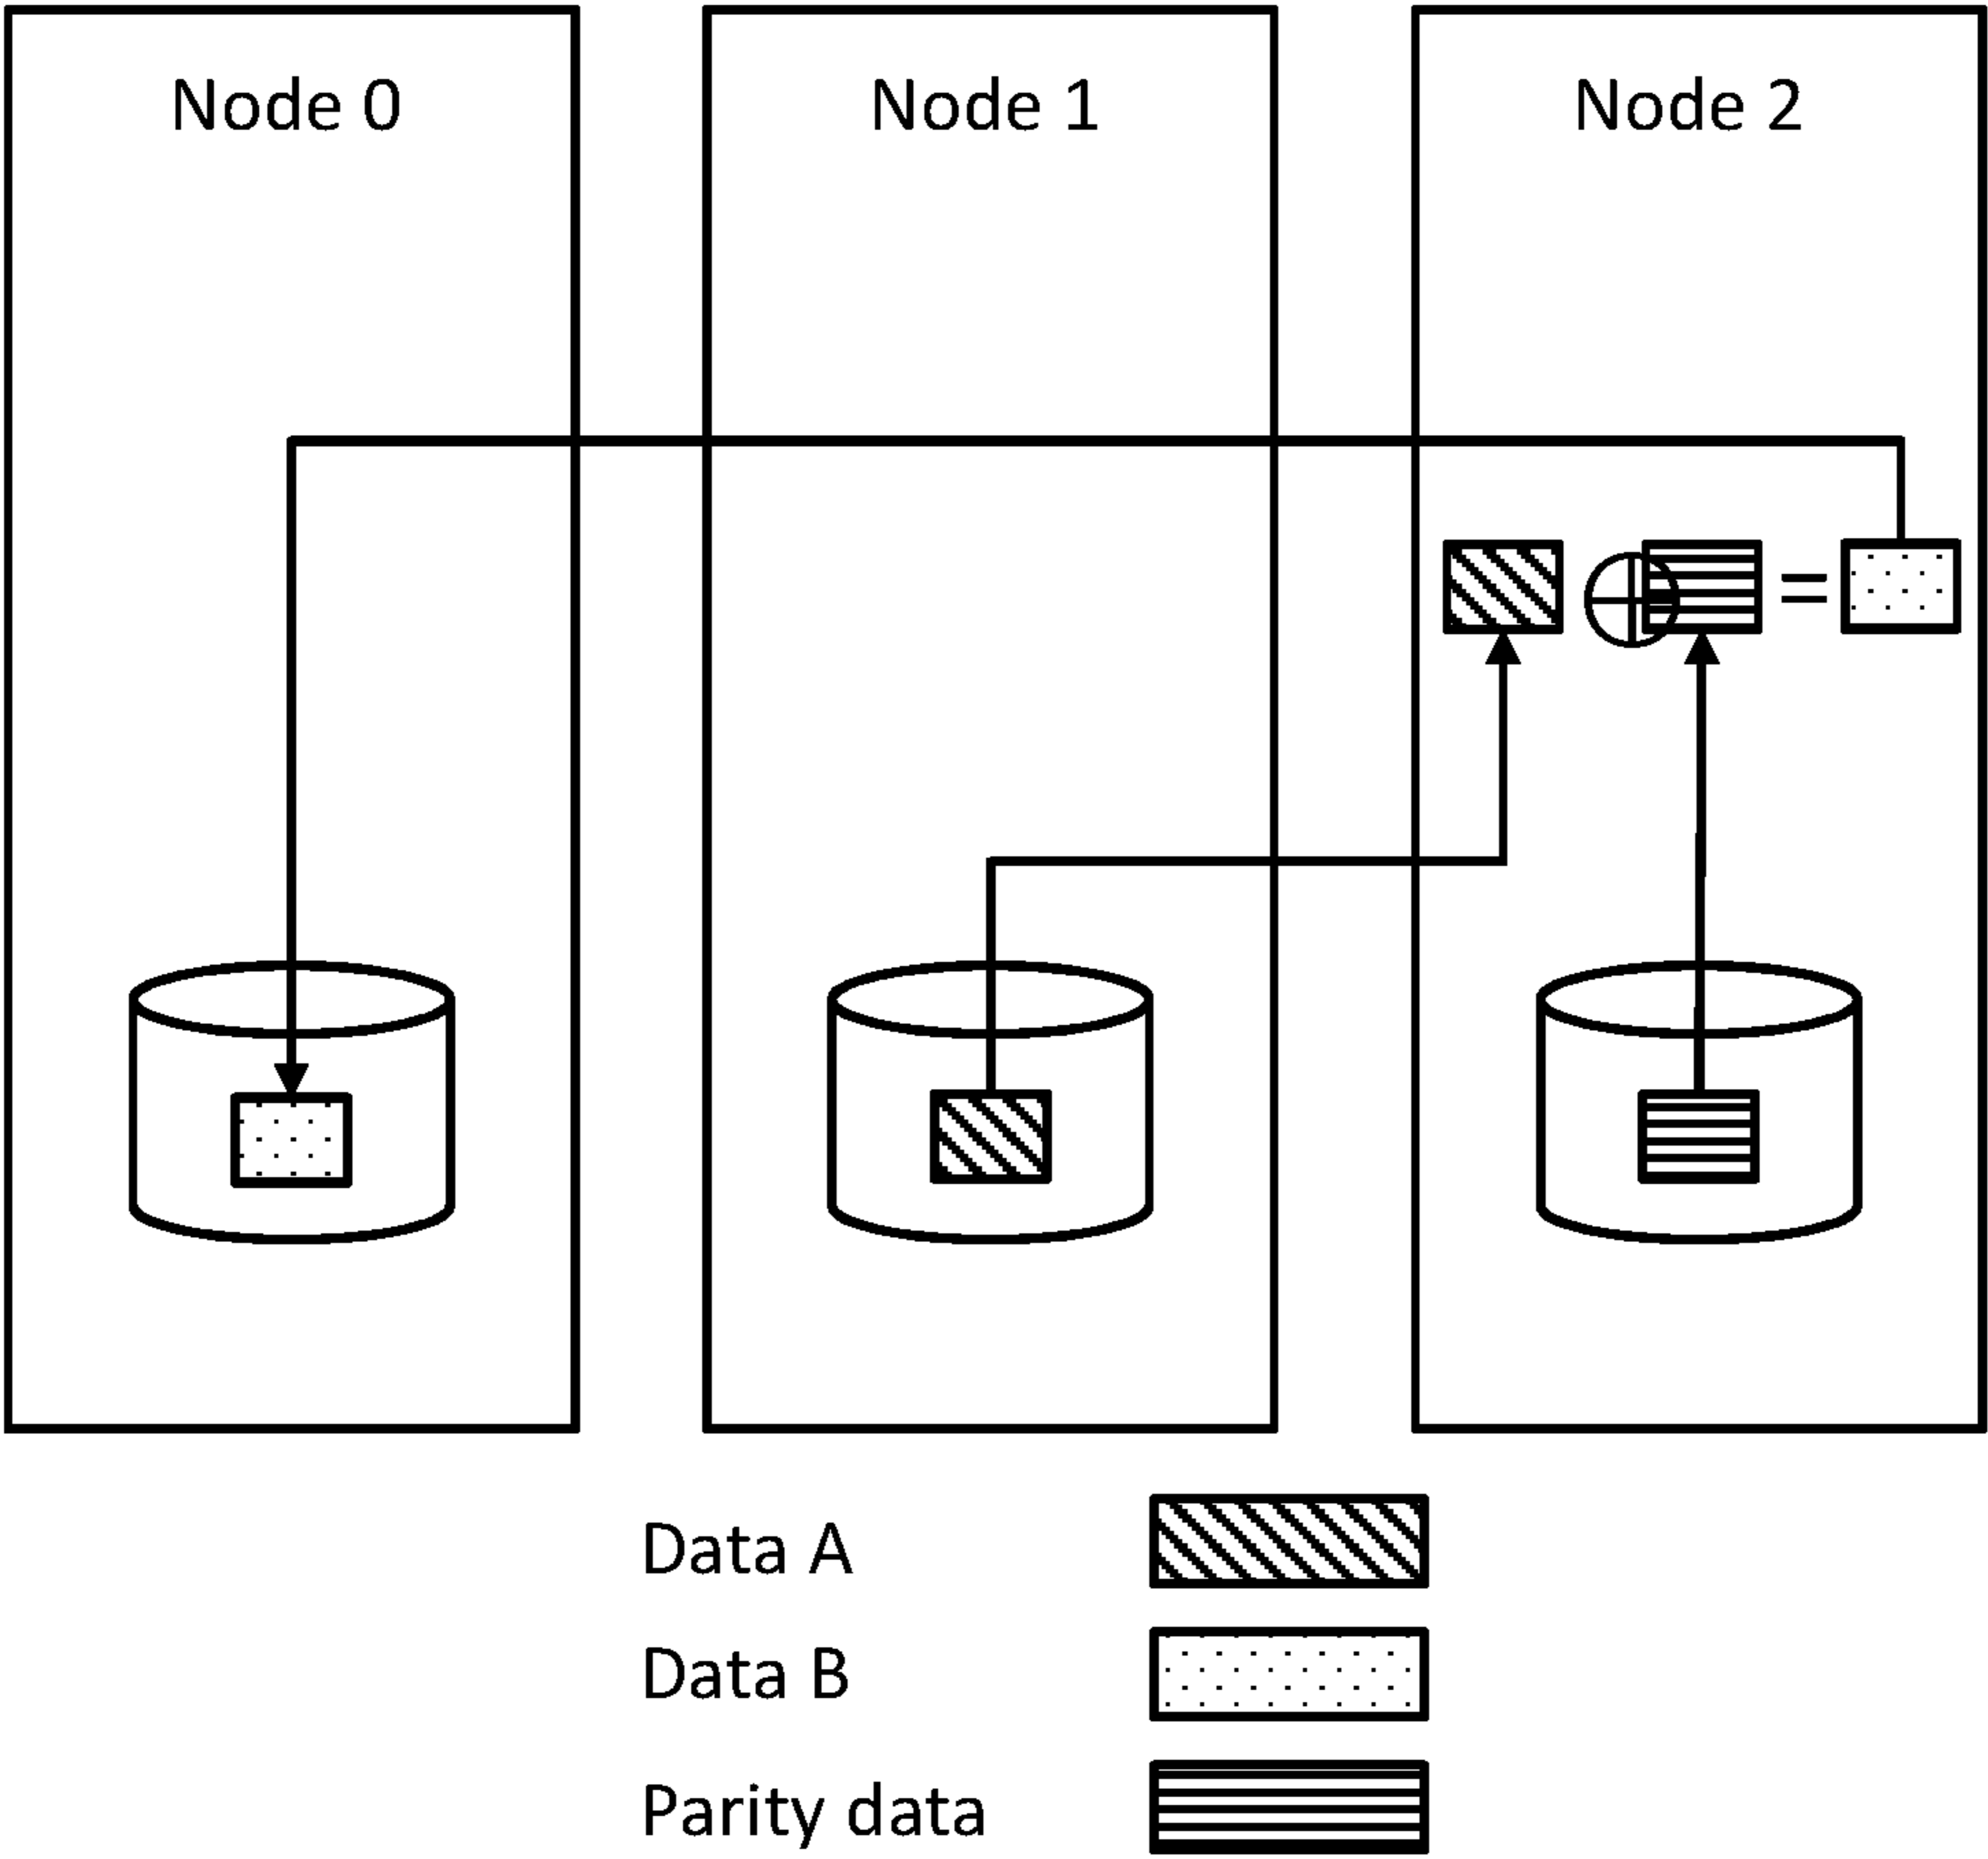 Node 0
Node 1
Node 2
=
Data A
Data B
Parity data